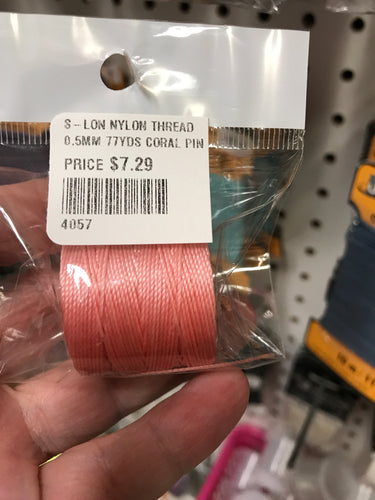 S-LON NYLON THREAD
0.5MM 77YDS CORAL PIN
PRICE $7.29
4057